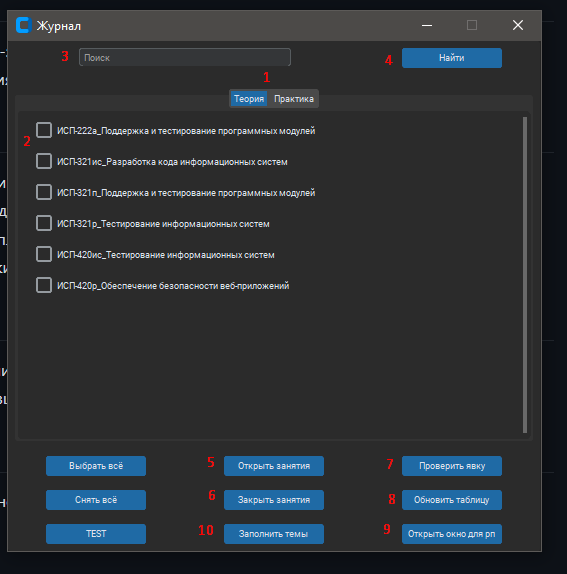 Журнал
3 Поиск 4 Найти
1
Теория Практика
2
ИСП-222а_Поддержка и тестирование программных модулей
ИСП-321ис_Разработка кода информационных систем
ИСП-321п_Поддержка и тестирование программных модулей
ИСП-321р_Тестирование информационных систем
ИСП-420ис_Тестирование информационных систем
ИСП-420р_Обеспечение безопасности веб-приложений
Выбрать всё 5 Открыть занятия 7 Проверить явку
Снять всё 6 Закрыть занятия 8 Обновить таблицу
TEST 10 Заполнить темы 9 Открыть окно для рп